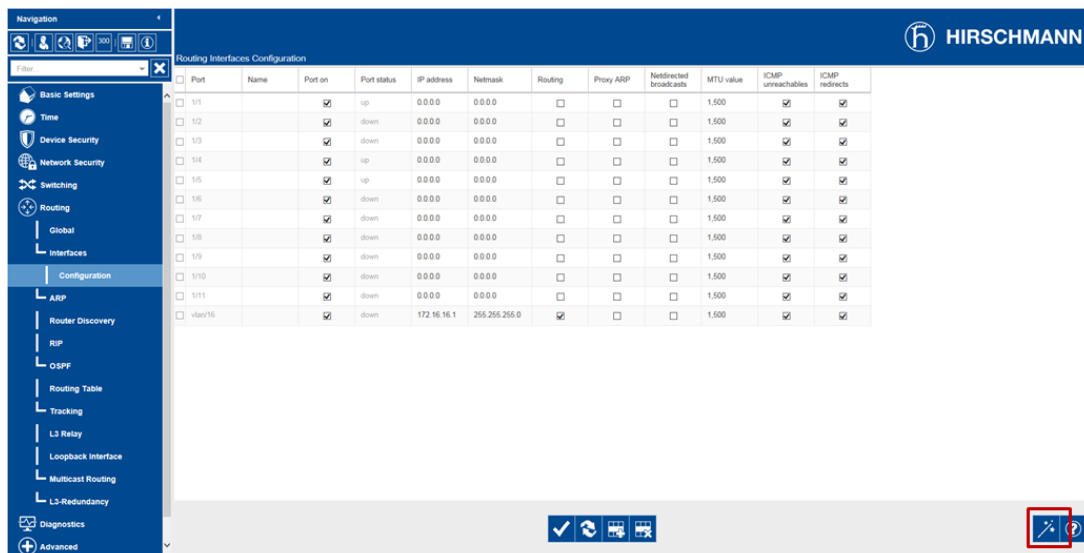 Navigation
300
HIRSCHMANN
Filter...
Routing Interfaces Configuration
Port Name Port on Port status IP address Netmask Routing Proxy ARP Netdirected broadcasts MTU value ICMP unreachables ICMP redirects
1/1 up 0.0.0.0 0.0.0.0 1,500
1/2 down 0.0.0.0 0.0.0.0 1,500
1/3 down 0.0.0.0 0.0.0.0 1,500
1/4 up 0.0.0.0 0.0.0.0 1,500
1/5 up 0.0.0.0 0.0.0.0 1,500
1/6 down 0.0.0.0 0.0.0.0 1,500
1/7 down 0.0.0.0 0.0.0.0 1,500
1/8 down 0.0.0.0 0.0.0.0 1,500
1/9 down 0.0.0.0 0.0.0.0 1,500
1/10 down 0.0.0.0 0.0.0.0 1,500
1/11 down 0.0.0.0 0.0.0.0 1,500
vlan/16 down 172.16.16.1 255.255.255.0 1,500
Basic Settings
Time
Device Security
Network Security
Switching
Routing
Global
Interfaces
Configuration
ARP
Router Discovery
RIP
OSPF
Routing Table
Tracking
L3 Relay
Loopback Interface
Multicast Routing
L3-Redundancy
Diagnostics
Advanced